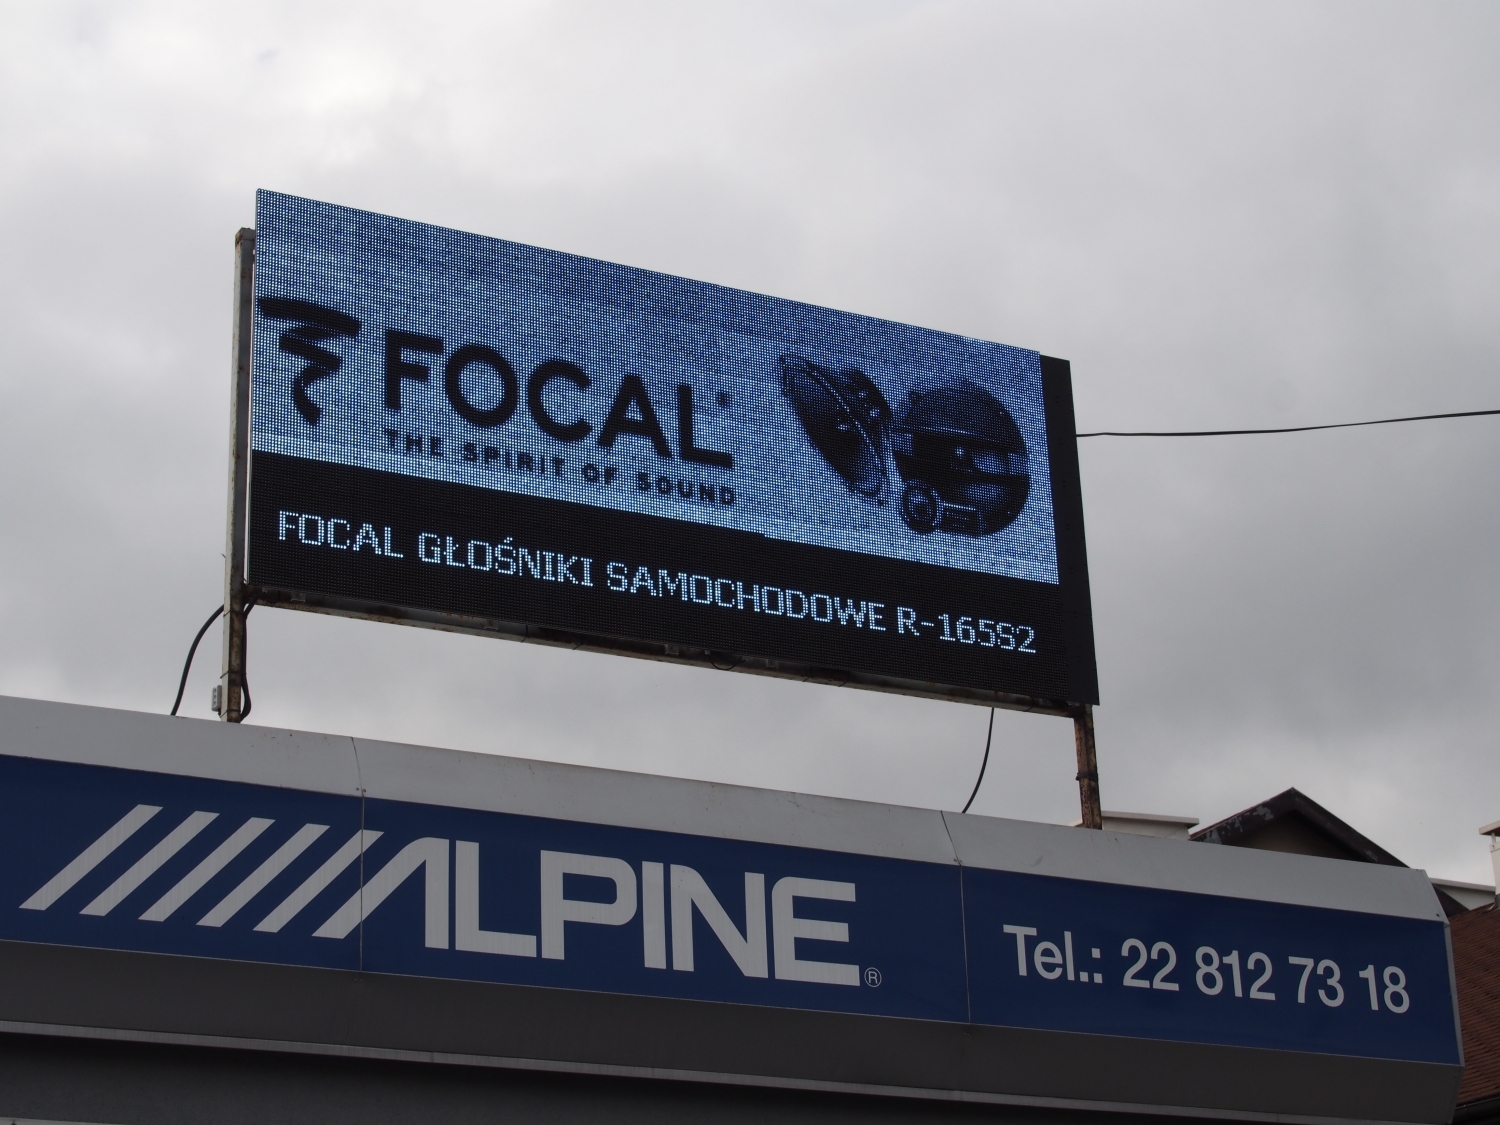 FOCAL®
THE SPIRIT OF SOUND
FOCAL GŁOŚNIKI SAMOCHODOWE R-165S2
ALPINE®
Tel.: 22 812 73 18